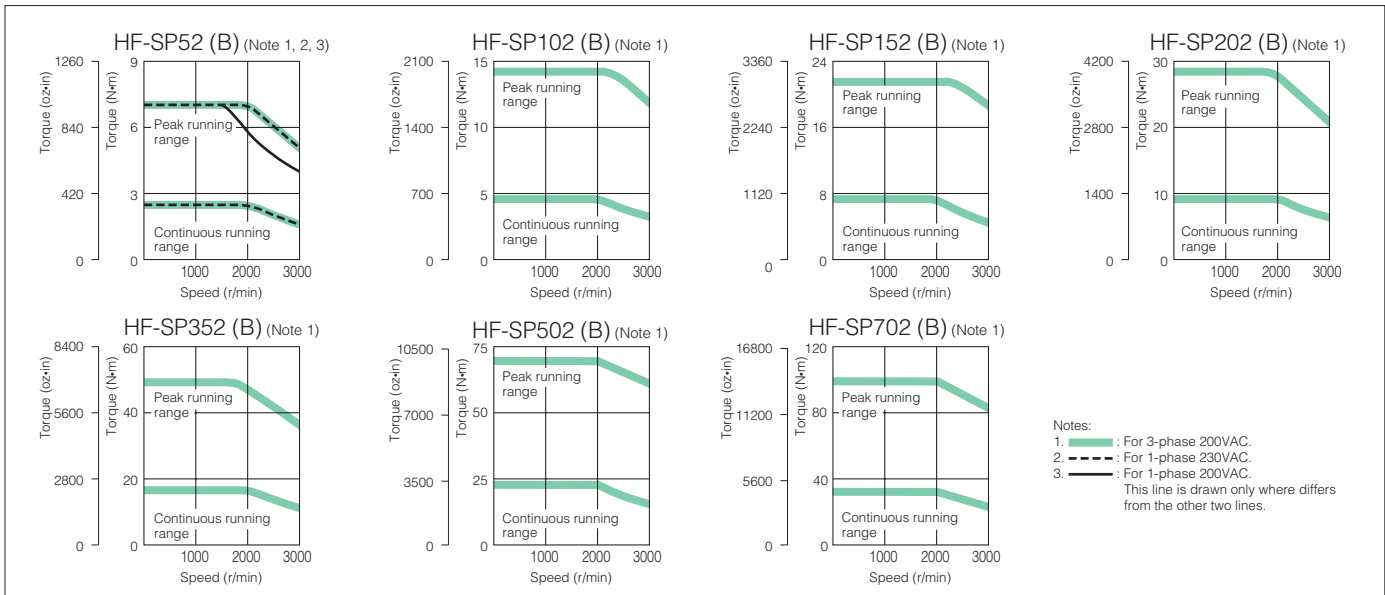 HF-SP52 (B) (Note 1, 2, 3)
Torque (oz•in)
1260
840
420
0
Torque (N•m)
9
6
3
0
Peak running
range
Continuous running
range
1000 2000 3000
Speed (r/min)
HF-SP102 (B) (Note 1)
Torque (oz•in)
2100
1400
700
0
Torque (N•m)
15
10
5
0
Peak running
range
Continuous running
range
1000 2000 3000
Speed (r/min)
HF-SP152 (B) (Note 1)
Torque (oz•in)
3360
2240
1120
0
Torque (N•m)
24
16
8
0
Peak running
range
Continuous running
range
1000 2000 3000
Speed (r/min)
HF-SP202 (B) (Note 1)
Torque (oz•in)
4200
2800
1400
0
Torque (N•m)
30
20
10
0
Peak running
range
Continuous running
range
1000 2000 3000
Speed (r/min)
HF-SP352 (B) (Note 1)
Torque (oz•in)
8400
5600
2800
0
Torque (N•m)
60
40
20
0
Peak running
range
Continuous running
range
1000 2000 3000
Speed (r/min)
HF-SP502 (B) (Note 1)
Torque (oz•in)
10500
7000
3500
0
Torque (N•m)
75
50
25
0
Peak running
range
Continuous running
range
1000 2000 3000
Speed (r/min)
HF-SP702 (B) (Note 1)
Torque (oz•in)
16800
11200
5600
0
Torque (N•m)
120
80
40
0
Peak running
range
Continuous running
range
1000 2000 3000
Speed (r/min)
Notes:
1. : For 3-phase 200VAC.
2. : For 1-phase 230VAC.
3. : For 1-phase 200VAC.
This line is drawn only where differs
from the other two lines.